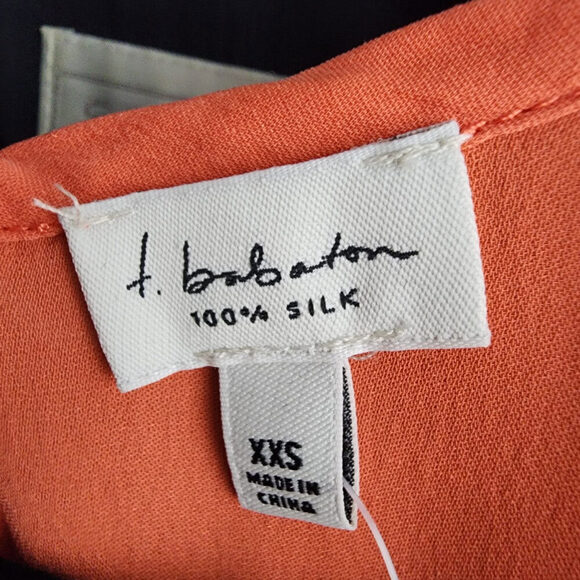 t. babaton
100% SILK
XXS
MADE IN
CHINA